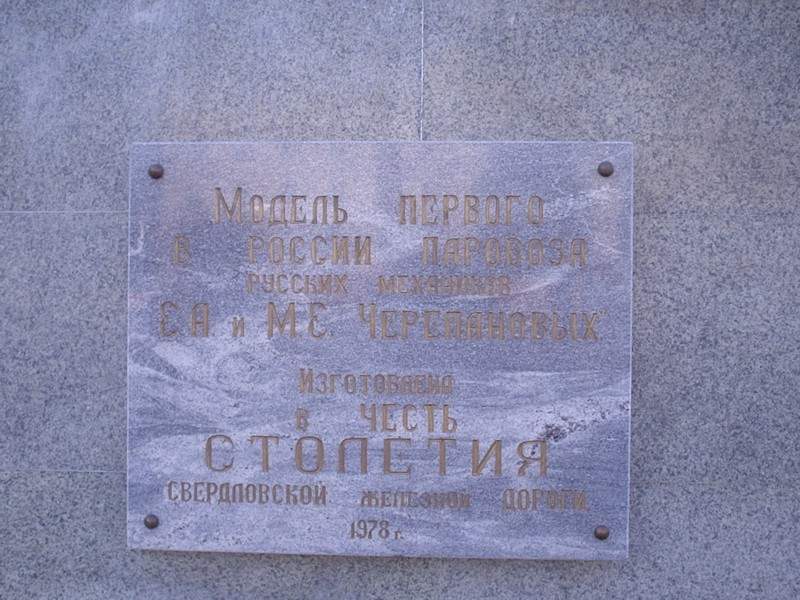 Модель первого
в России паровоза
русских механиков
Е.А и М.Е. Черепановых
Изготовлена
в честь
столетия
Свердловской железной дороги
1978 г.